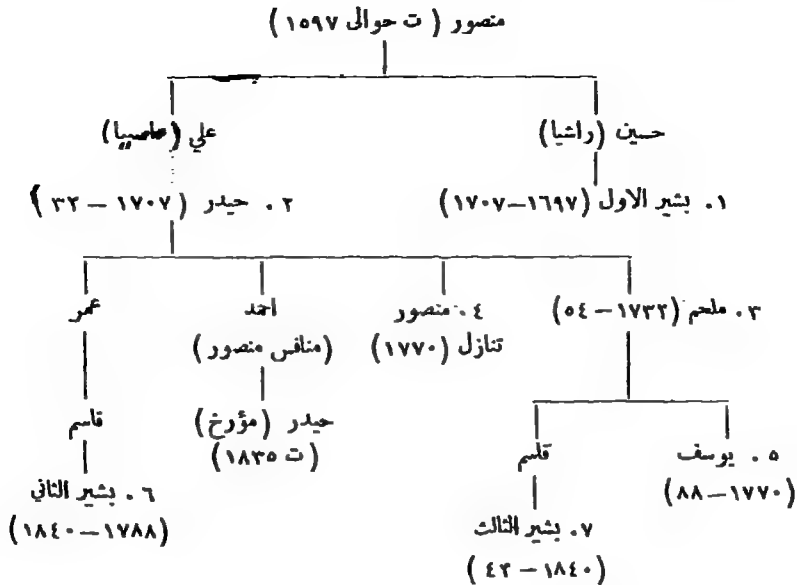 منصور ( ت حوالى ١٥٩٧ )
حسين (راشيا)
علي (حاصبيا)
١ . بشير الاول (١٦٩٧–١٧٠٧)
٢ . حيدر (١٧٠٧ – ٣٢ )
٣ . ملحم (١٧٣٢ – ٥٤)
٤ . منصور
احمد
عمر
تنازل (١٧٧٠)
(منافس منصور)
حيدر (مؤرخ)
قاسم
(ت ١٨٣٥)
٥ . يوسف
قاسم
٦ . بشير الثاني
(١٧٧٠–٨٨)
(١٧٨٨–١٨٤٠)
٧. بشير الثالث
(١٨٤٠ – ٤٢ )